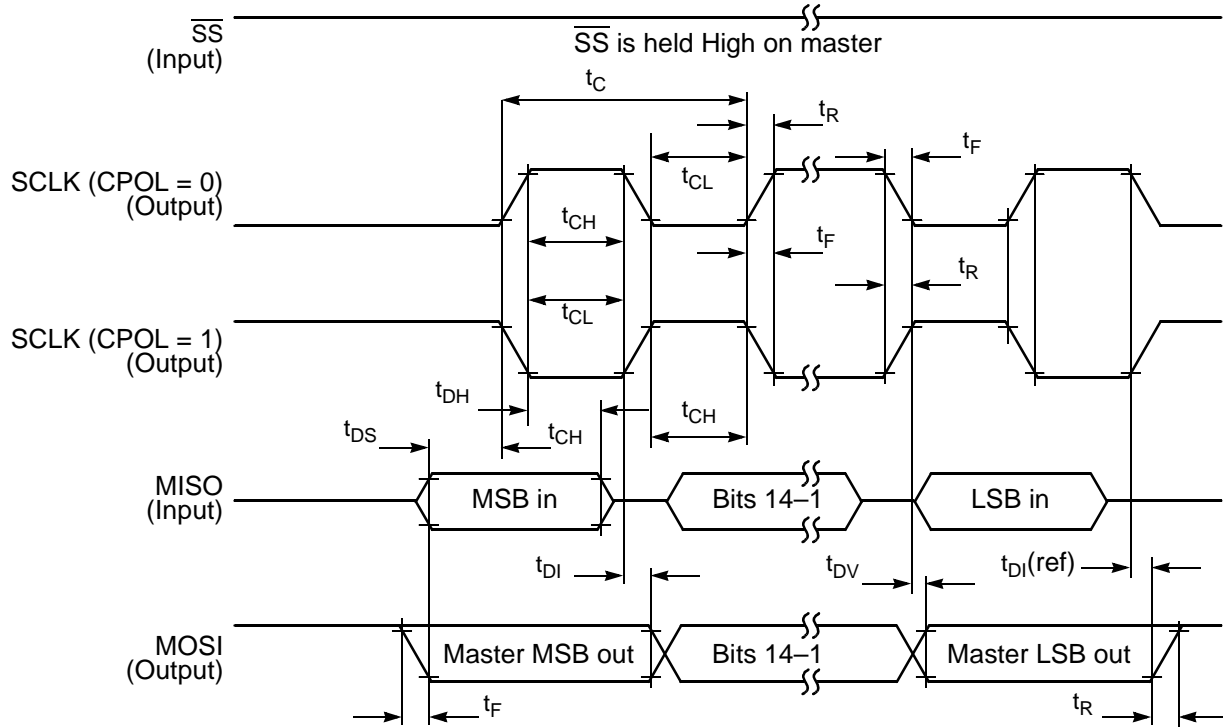 SS
(Input)
SS is held High on master
tC
tR
tF
SCLK (CPOL = 0)
(Output)
tCL
tCH
tF
tR
tCL
SCLK (CPOL = 1)
(Output)
tDH
tCH
tCH
tDS
MISO
(Input)
MSB in
Bits 14–1
LSB in
tDI
tDV
tDI(ref)
MOSI
(Output)
Master MSB out
Bits 14–1
Master LSB out
tF
tR